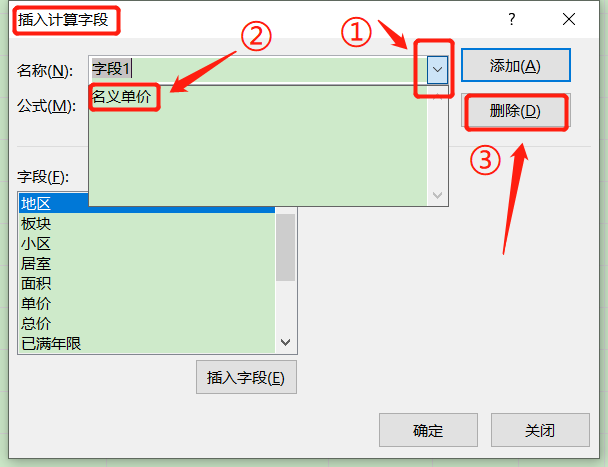 插入计算字段
?
②
①
名称(N):
字段1
添加(A)
公式(M):
名义单价
删除(D)
③
字段(F):
地区
板块
小区
居室
面积
单价
总价
已满年限
插入字段(E)
确定
关闭